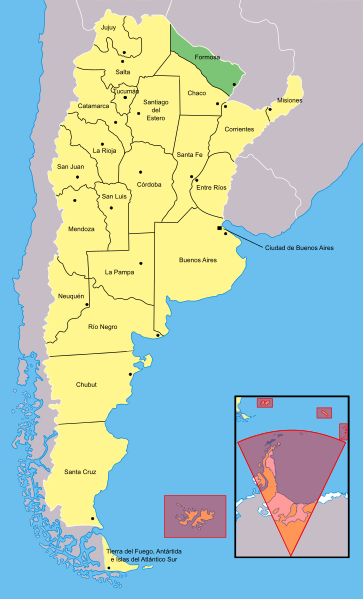 Jujuy
Formosa
Salta
Tucumán
Chaco
Misiones
Catamarca
Santiago
del
Estero
Corrientes
La Rioja
Santa Fe
San Juan
Córdoba
Entre Ríos
San Luis
Mendoza
Ciudad de Buenos Aires
Buenos Aires
La Pampa
Neuquén
Río Negro
Chubut
Santa Cruz
Tierra del Fuego, Antártida
e Islas del Atlántico Sur